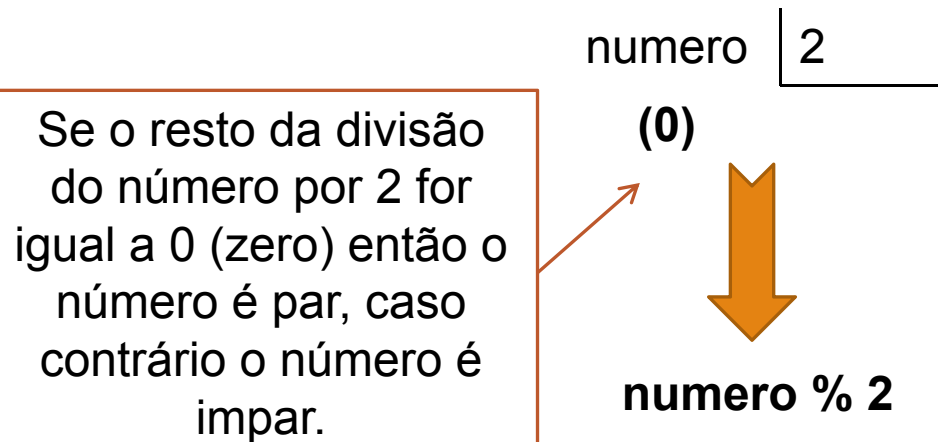 numero 2
(0)
Se o resto da divisão
do número por 2 for
igual a 0 (zero) então o
número é par, caso
contrário o número é
impar.
numero % 2